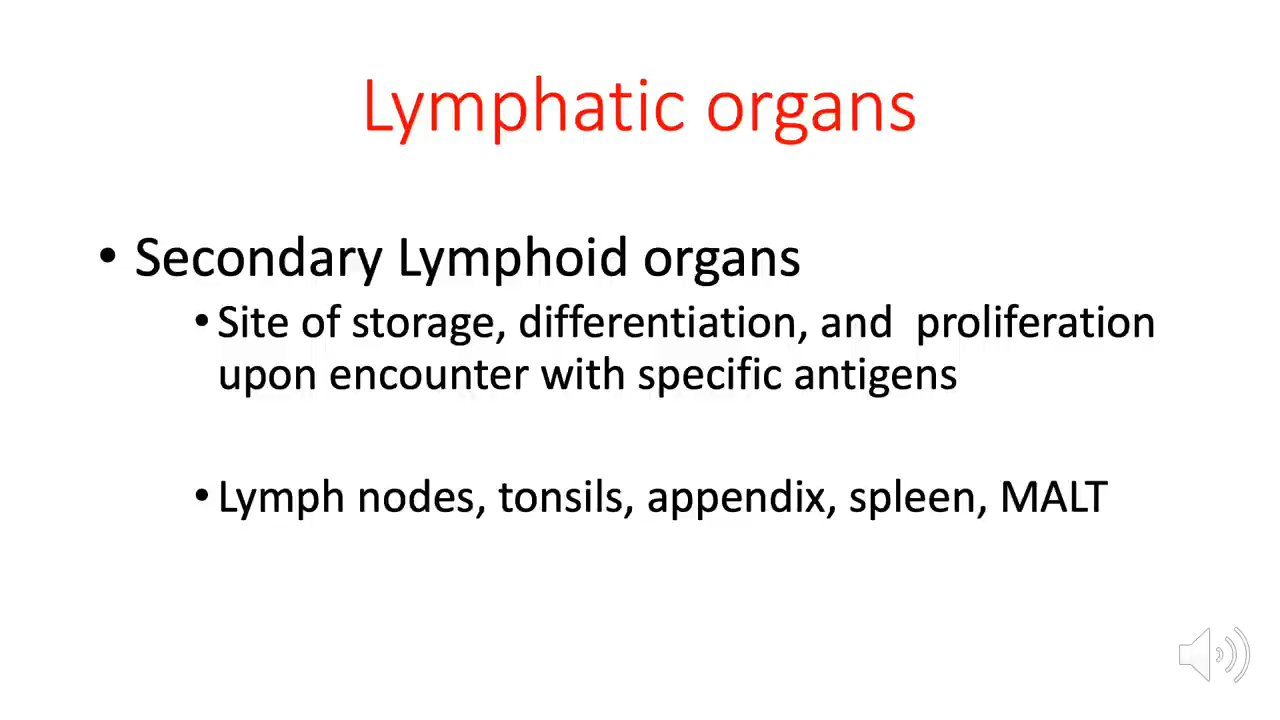 Lymphatic organs
• Secondary Lymphoid organs
• Site of storage, differentiation, and  proliferation
upon encounter with specific antigens
• Lymph nodes, tonsils, appendix, spleen, MALT